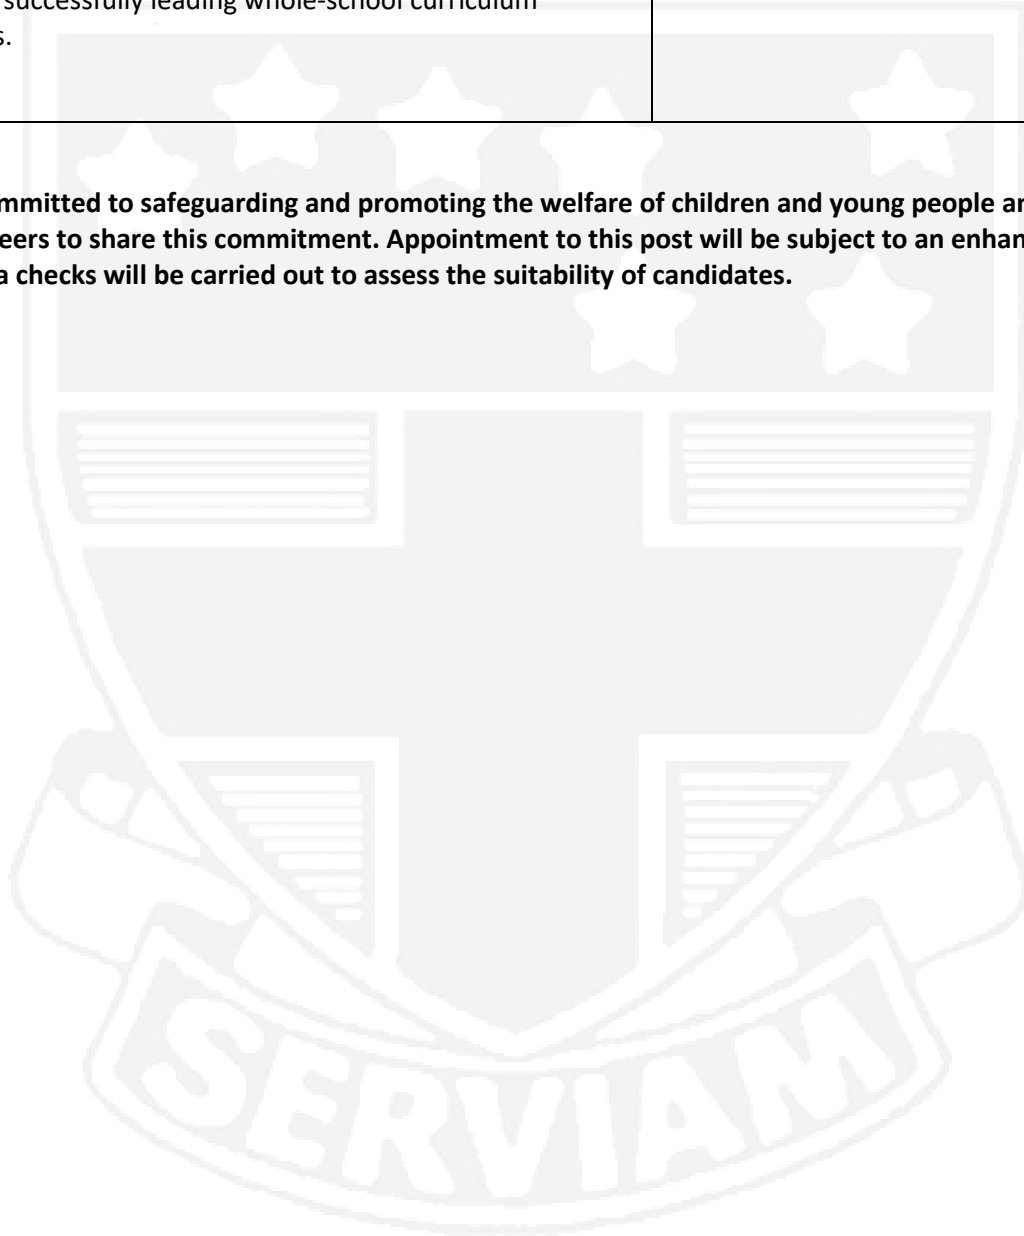 successfully leading whole-school curriculum
s.
mmitted to safeguarding and promoting the welfare of children and young people
eers to share this commitment. Appointment to this post will be subject to an
a checks will be carried out to assess the suitability of candidates.
SERVIAM